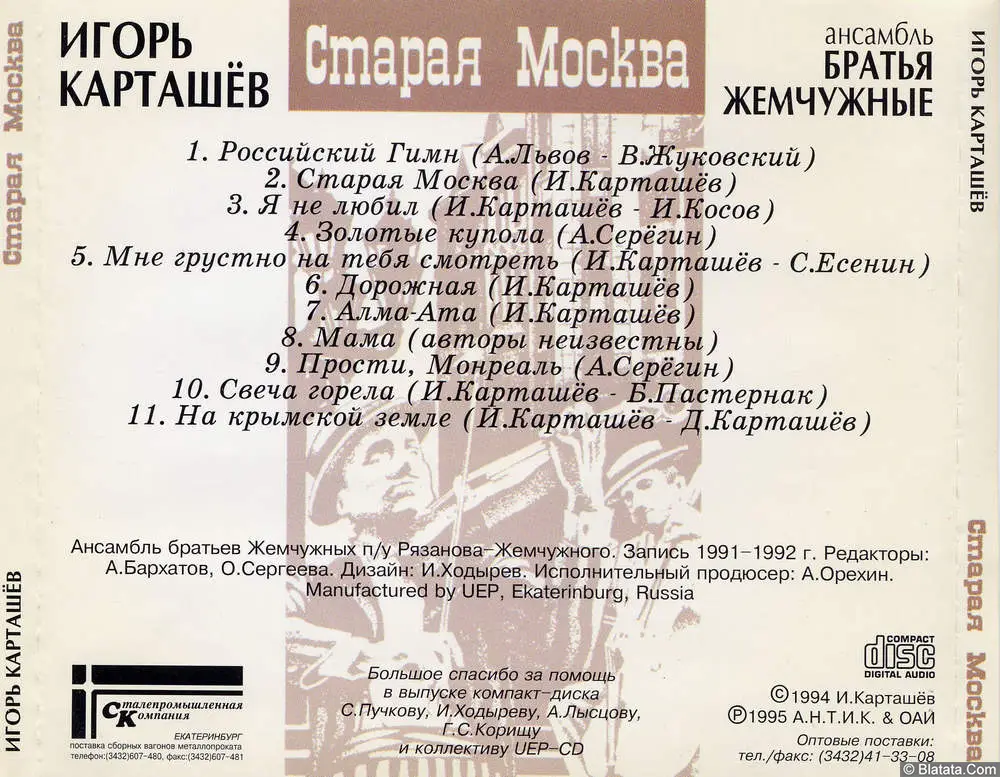 ИГОРЬ
КАРТАШЁВ
Старая Москва
ансамбль
БРАТЬЯ
ЖЕМЧУЖНЫЕ
1. Российский Гимн (А.Львов - В.Жуковский)
2. Старая Москва (И.Карташёв)
3. Я не любил (И.Карташёв - И.Косов)
4. Золотые купола (А.Серёгин)
5. Мне грустно на тебя смотреть (И.Карташёв - С.Есенин)
6. Дорожная (И.Карташёв)
7. Алма-Ата (И.Карташёв)
8. Мама (авторы неизвестны)
9. Прости, Монреаль (А.Серёгин)
10. Свеча горела (И.Карташёв - Б.Пастернак)
11. На крымской земле (И.Карташёв - Д.Карташёв)
Ансамбль братьев Жемчужных п/у Рязанова-Жемчужного. Запись 1991-1992 г. Редакторы:
А.Бархатов, О.Сергеева. Дизайн: И.Ходырев. Исполнительный продюсер: А.Орехин.
Manufactured by UEP, Ekaterinburg, Russia
сталепромышленная
Компания
ЕКАТЕРИНБУРГ
поставка сборных вагонов металлопроката
телефон:(3432)607-480, факс:(3432)607-481
Большое спасибо за помощь
в выпуске компакт-диска
С.Пучкову, И.Ходыреву, А.Лысцову,
Г.С.Корищу
и коллективу UEP-CD
COMPACT
disc
DIGITAL AUDIO
©1994 И.Карташёв
℗1995 А.Н.Т.И.К. & ОАЙ
Оптовые поставки:
тел./факс: (3432)41-33-08
Старая Москва
ИГОРЬ КАРТАШЁВ
ИГОРЬ КАРТАШЁВ
Старая Москва
© Blatata.Com